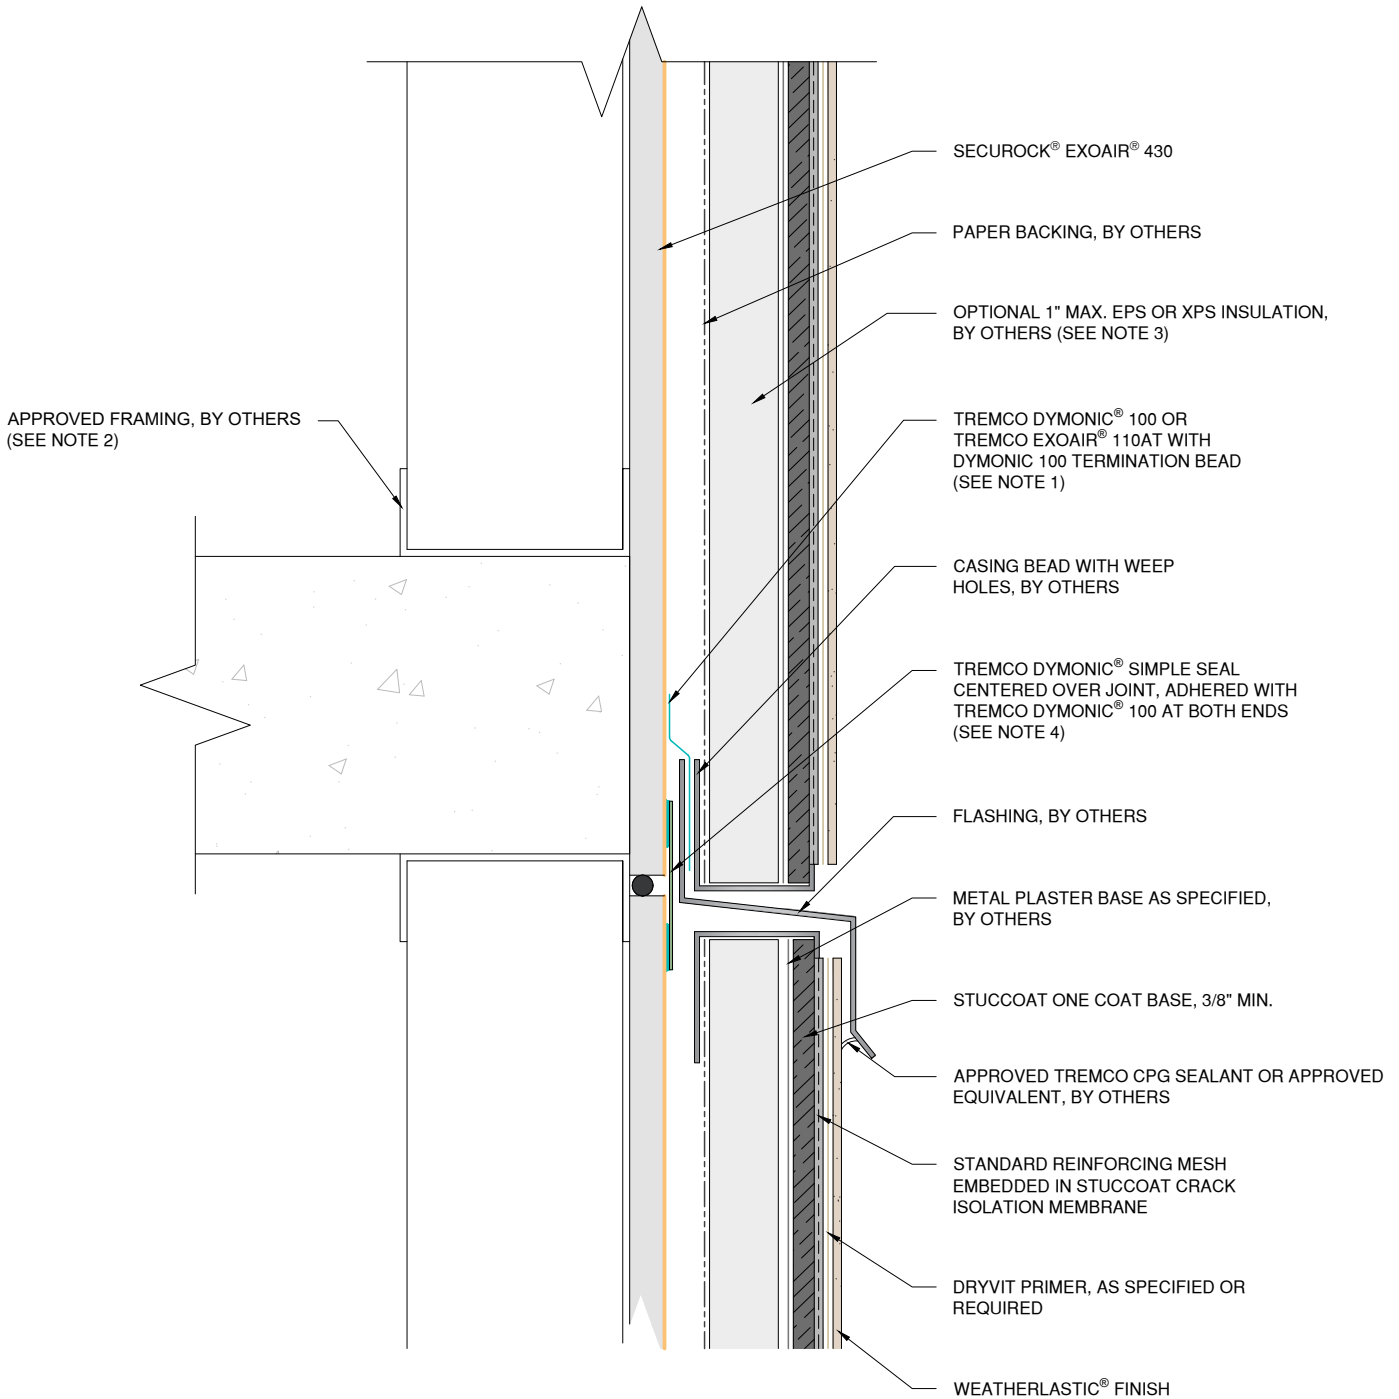 SECUROCK® EXOAIR® 430
PAPER BACKING, BY OTHERS
OPTIONAL 1" MAX. EPS OR XPS INSULATION,
BY OTHERS (SEE NOTE 3)
APPROVED FRAMING, BY OTHERS
(SEE NOTE 2)
TREMCO DYMONIC® 100 OR
TREMCO EXOAIR® 110AT WITH
DYMONIC 100 TERMINATION BEAD
(SEE NOTE 1)
CASING BEAD WITH WEEP
HOLES, BY OTHERS
TREMCO DYMONIC® SIMPLE SEAL
CENTERED OVER JOINT, ADHERED WITH
TREMCO DYMONIC® 100 AT BOTH ENDS
(SEE NOTE 4)
FLASHING, BY OTHERS
METAL PLASTER BASE AS SPECIFIED,
BY OTHERS
STUCCOAT ONE COAT BASE, 3/8" MIN.
APPROVED TREMCO CPG SEALANT OR APPROVED
EQUIVALENT, BY OTHERS
STANDARD REINFORCING MESH
EMBEDDED IN STUCCOAT CRACK
ISOLATION MEMBRANE
DRYVIT PRIMER, AS SPECIFIED OR
REQUIRED
WEATHERLASTIC® FINISH